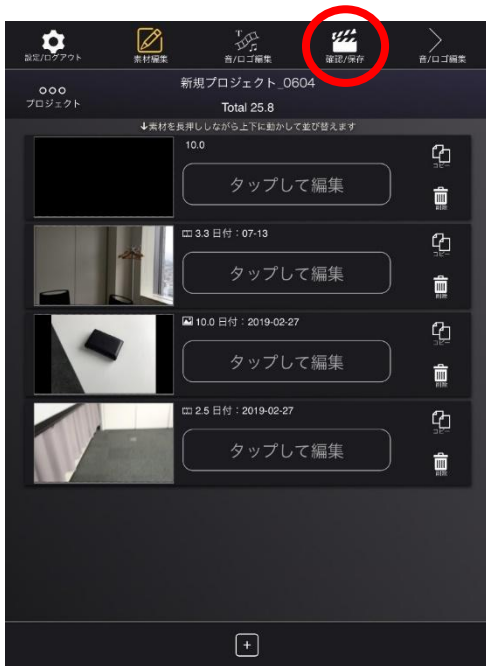 設定/ログアウト 素材編集 音/ロゴ編集 確認/保存 音/ロゴ編集
プロジェクト
新規プロジェクト_0604
Total 25.8
↓素材を長押ししながら上下に動かして並び替えます
10.0
タップして編集
コピー
削除
3.3 日付：07-13
タップして編集
コピー
削除
10.0 日付：2019-02-27
タップして編集
コピー
削除
2.5 日付：2019-02-27
タップして編集
コピー
削除